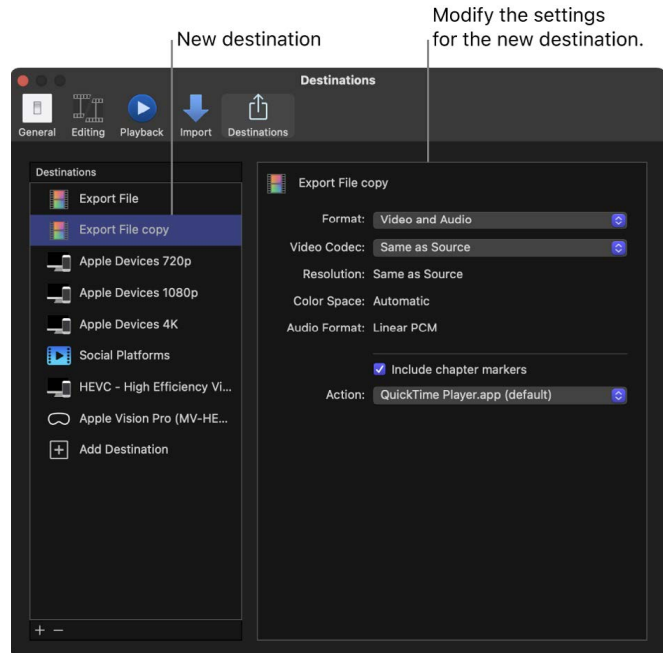 New destination
Modify the settings
for the new destination.
Destinations
General Editing Playback Import Destinations
Destinations
Export File
Export File copy
Apple Devices 720p
Apple Devices 1080p
Apple Devices 4K
Social Platforms
HEVC - High Efficiency Vi...
Apple Vision Pro (MV-HE...
Add Destination
Export File copy
Format: Video and Audio
Video Codec: Same as Source
Resolution: Same as Source
Color Space: Automatic
Audio Format: Linear PCM
Include chapter markers
Action: QuickTime Player.app (default)